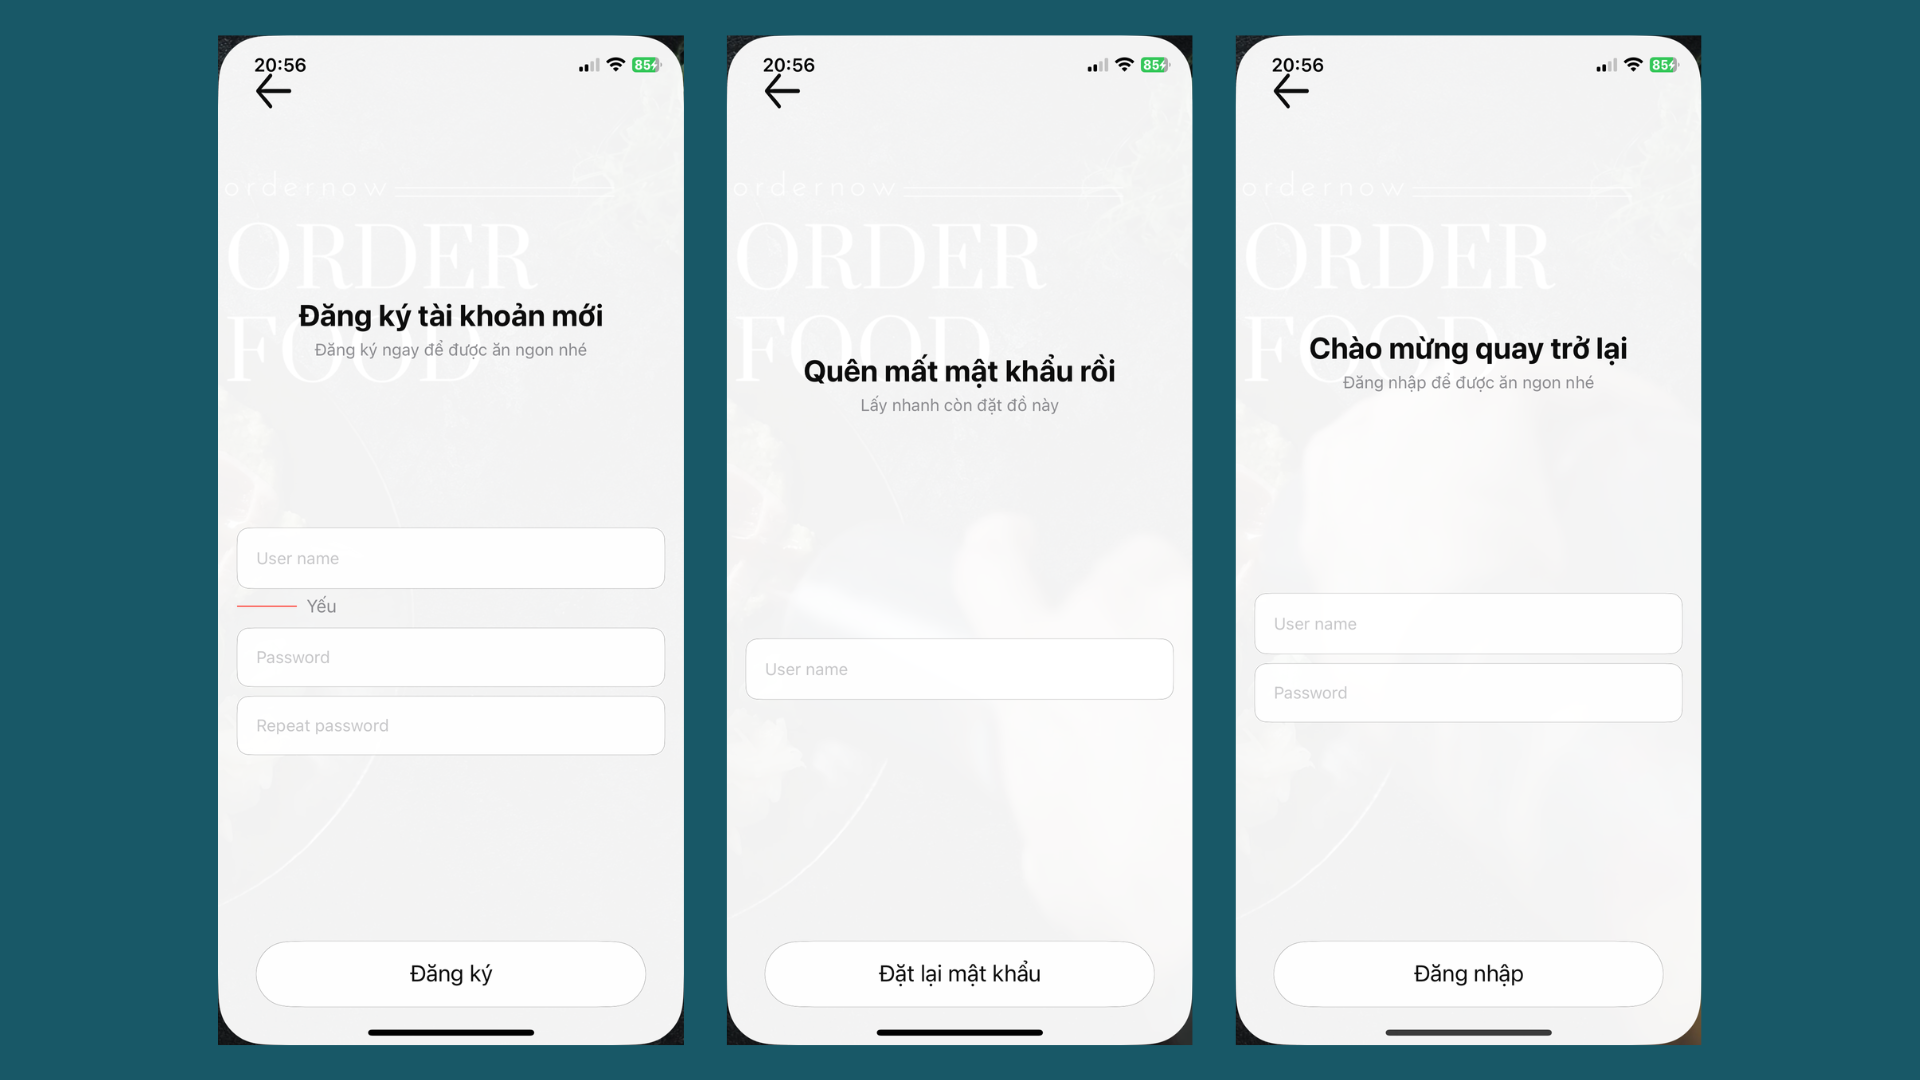 20:56
85
ordernow
ORDER
FOOD
Đăng ký tài khoản mới
Đăng ký ngay để được ăn ngon nhé
User name
Yếu
Password
Repeat password
Đăng ký
20:56
85
ordernow
ORDER
FOOD
Quên mất mật khẩu rồi
Lấy nhanh còn đặt đồ này
User name
Đặt lại mật khẩu
20:56
85
ordernow
ORDER
FOOD
Chào mừng quay trở lại
Đăng nhập để được ăn ngon nhé
User name
Password
Đăng nhập